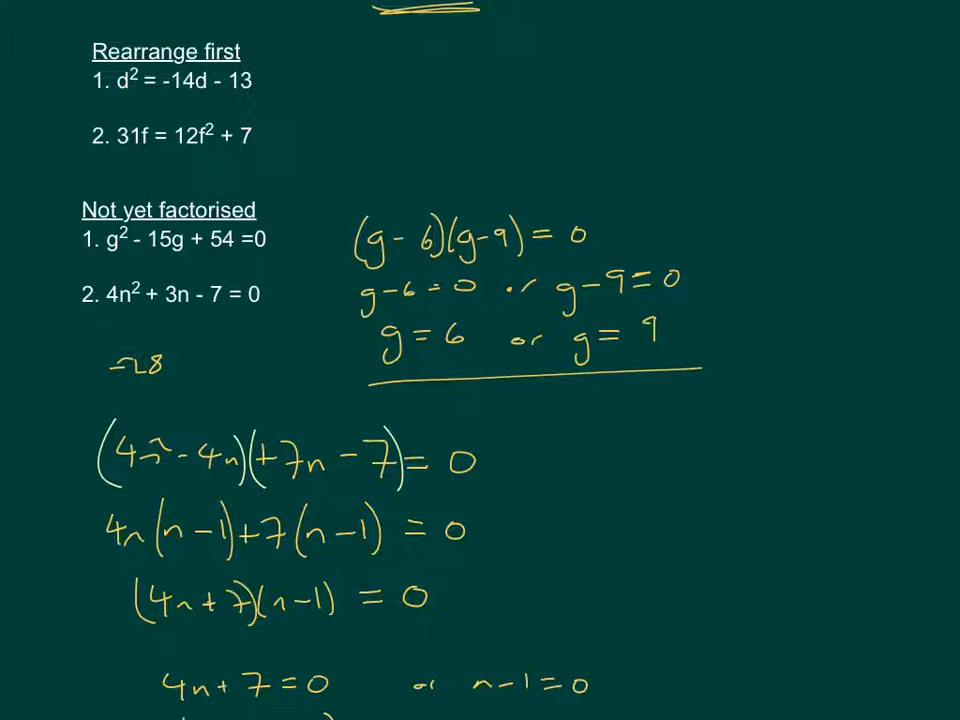 Rearrange first
1. d² = -14d - 13
2. 31f = 12f² + 7
Not yet factorised
1. g² - 15g + 54 =0
(g - 6)(g-9) = 0
g-6=0 or g-9=0
2. 4n² + 3n - 7 = 0
g = 6 or g = 9
-28
(4n² - 4n)(+7n - 7) = 0
4n(n-1)+7(n-1) = 0
(4n+7)(n-1) = 0
4n+7=0 or n-1=0